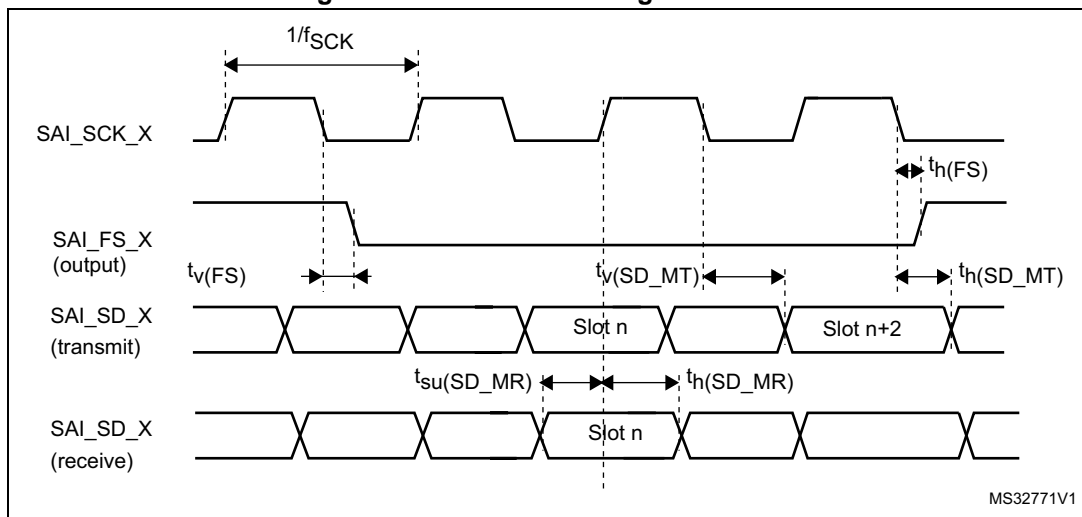 1/fSCK
SAI_SCK_X
th(FS)
SAI_FS_X
(output)
tv(FS)
tv(SD_MT)
th(SD_MT)
SAI_SD_X
(transmit)
Slot n
Slot n+2
tsu(SD_MR)
th(SD_MR)
SAI_SD_X
(receive)
Slot n
MS32771V1